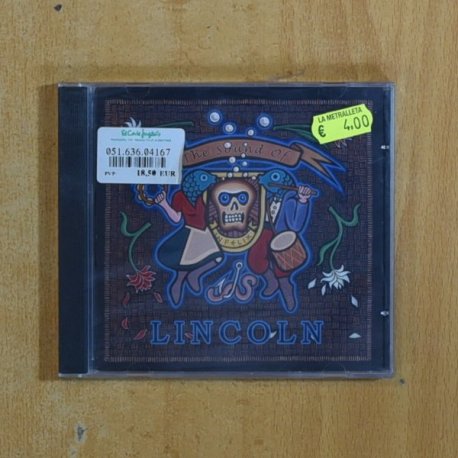 El Corte Inglés
051.636.04167
PVP 18,50 EUR
LA METRALLETA
€ 4,00
The Sound Of
LINCOLN